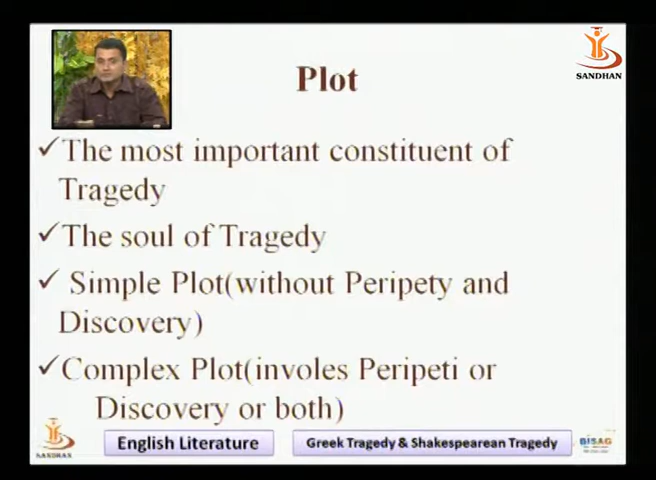 Plot
SANDHAN
✓The most important constituent of
Tragedy
✓The soul of Tragedy
✓ Simple Plot(without Peripety and
Discovery)
✓Complex Plot(involes Peripeti or
Discovery or both)
SANDHAN
English Literature
Greek Tragedy & Shakespearean Tragedy
BISAG